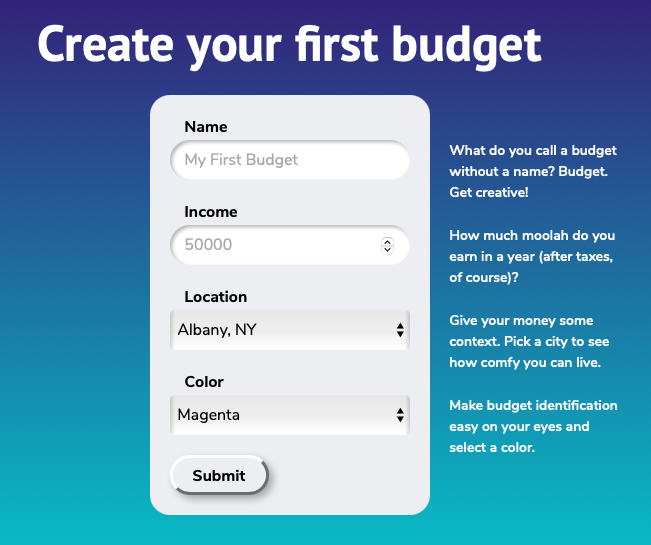 Create your first budget
Name
My First Budget
What do you call a budget
without a name? Budget.
Get creative!
Income
50000
How much moolah do you
earn in a year (after taxes,
of course)?
Location
Albany, NY
Give your money some
context. Pick a city to see
how comfy you can live.
Color
Magenta
Make budget identification
easy on your eyes and
select a color.
Submit